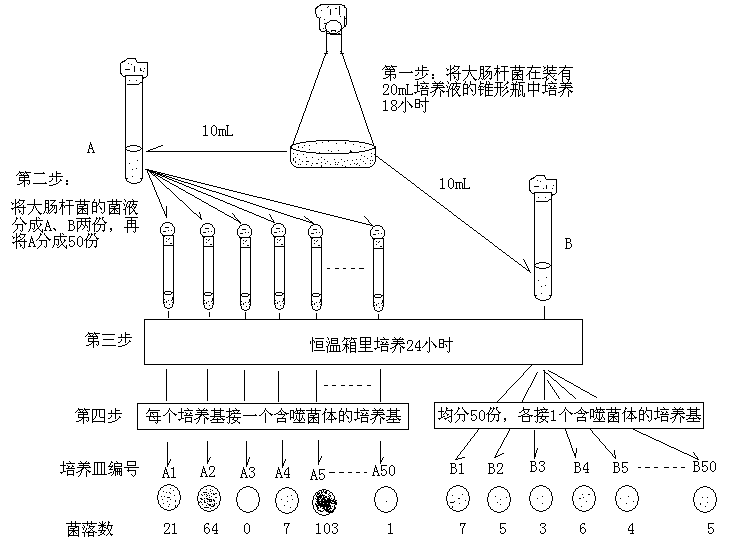 第一步：将大肠杆菌在装有
20mL培养液的锥形瓶中培养
18小时
10mL
A
10mL
第二步：
将大肠杆菌的菌液
分成A、B两份，再
将A分成50份
B
第三步
恒温箱里培养24小时
第四步
每个培养基接一个含噬菌体的培养基
均分50份，各接1个含噬菌体的培养基
培养皿编号 A1 A2 A3 A4 A5 A50 B1 B2 B3 B4 B5 B50
菌落数 21 64 0 7 103 1 7 5 3 6 4 5